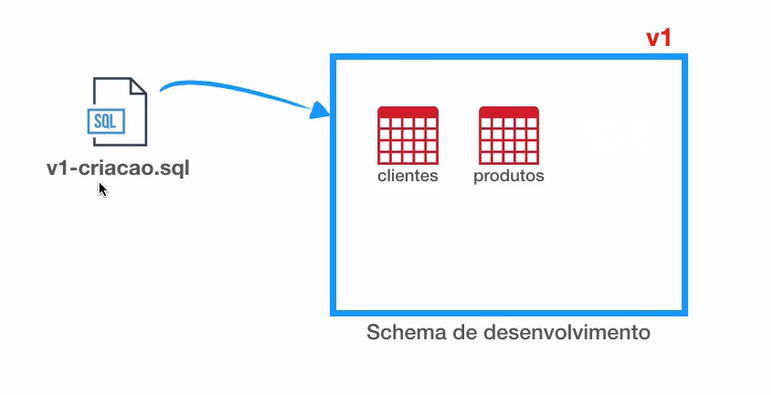 v1
SQL
v1-criacao.sql
clientes
produtos
Schema de desenvolvimento